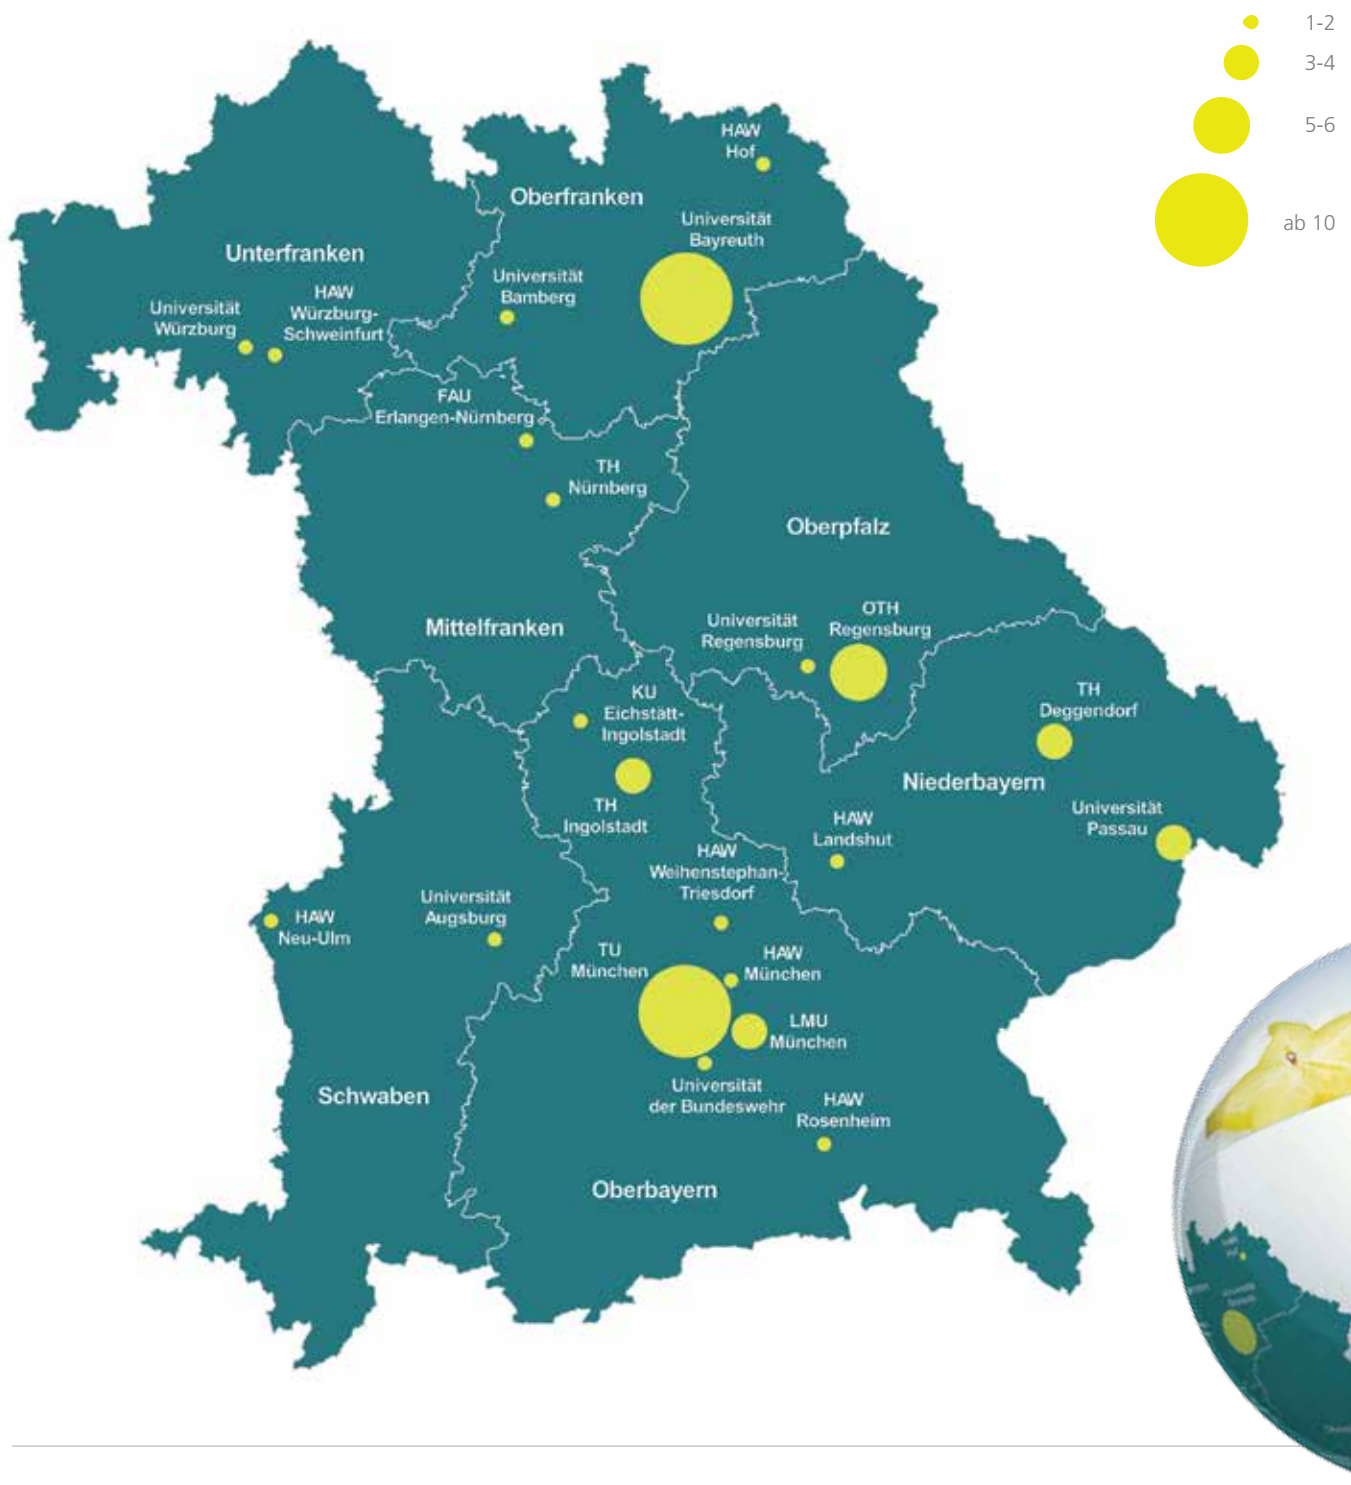 1-2
3-4
5-6
ab 10
HAW
Hof
Oberfranken
Universität
Bayreuth
Unterfranken
Universität
Bamberg
HAW
Würzburg-
Schweinfurt
Universität
Würzburg
FAU
Erlangen-Nürnberg
TH
Nürnberg
Oberpfalz
Mittelfranken
Universität
Regensburg
OTH
Regensburg
KU
Eichstätt-
Ingolstadt
TH
Deggendorf
Niederbayern
TH
Ingolstadt
Universität
Passau
HAW
Landshut
HAW
Weihenstephan-
Triesdorf
Universität
Augsburg
HAW
Neu-Ulm
TU
München
HAW
München
LMU
München
Universität
der Bundeswehr
HAW
Rosenheim
Schwaben
Oberbayern